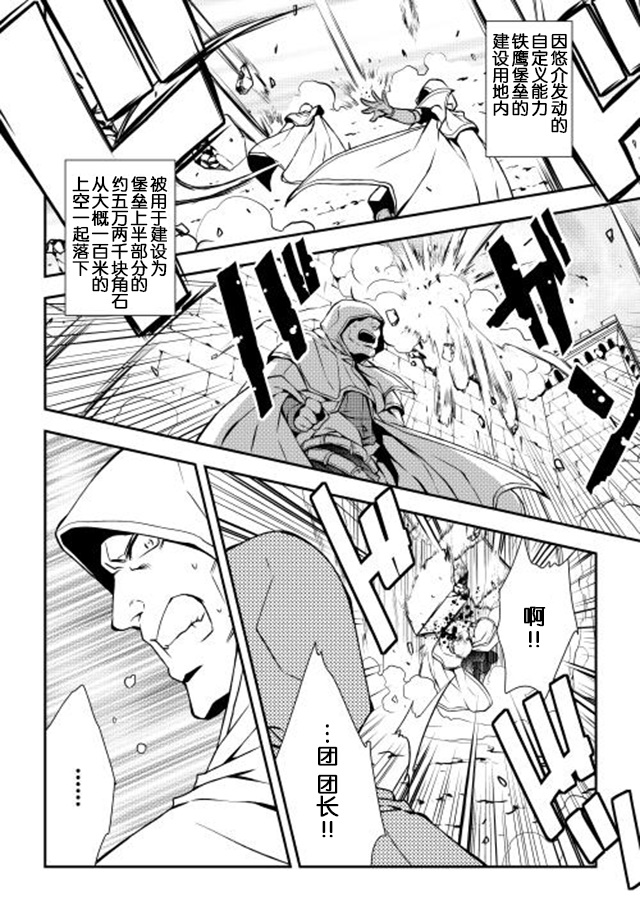 因悠介发动的
自定义能力
铁鹰堡垒的
建设用地内
被用于建设为
堡垒上半部分的
约五万两千块角石
从大概一百米的
上空一起落下
啊!!
…团团长!!
……